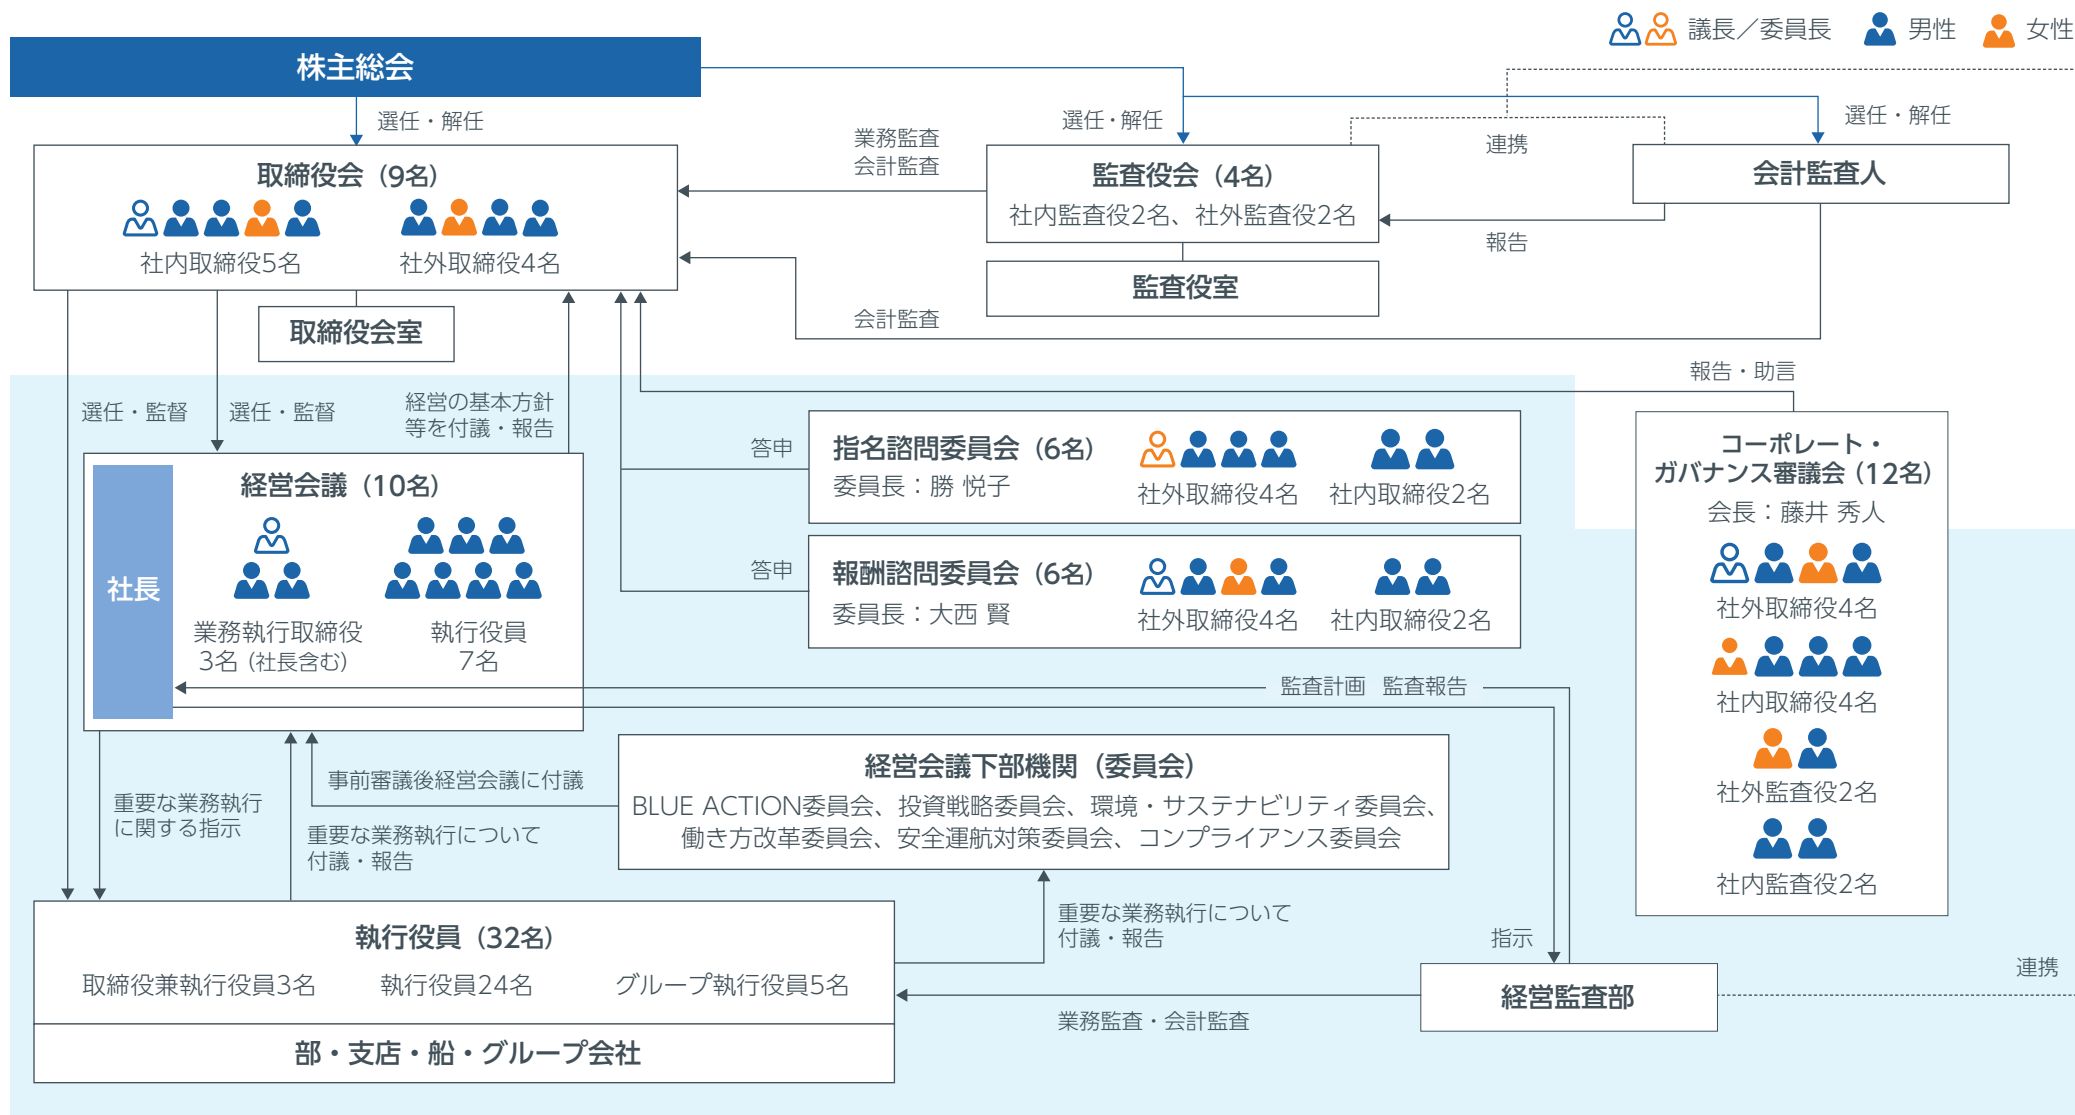 議長／委員長
男性
女性
株主総会
選任・解任
選任・解任
選任・解任
業務監査
会計監査
連携
取締役会（9名）
社内取締役5名
社外取締役4名
監査役会（4名）
社内監査役2名、社外監査役2名
会計監査人
報告
監査役室
取締役会室
会計監査
報告・助言
選任・監督
選任・監督
経営の基本方針
等を付議・報告
答申
指名諮問委員会（6名）
委員長：勝 悦子
社外取締役4名
社内取締役2名
答申
報酬諮問委員会（6名）
委員長：大西 賢
社外取締役4名
社内取締役2名
コーポレート・
ガバナンス審議会（12名）
会長：藤井 秀人
社外取締役4名
社内取締役4名
社外監査役2名
社内監査役2名
経営会議（10名）
社長
業務執行取締役
3名（社長含む）
執行役員
7名
監査計画
監査報告
事前審議後経営会議に付議
重要な業務執行
に関する指示
重要な業務執行について
付議・報告
経営会議下部機関（委員会）
BLUE ACTION委員会、投資戦略委員会、環境・サステナビリティ委員会、
働き方改革委員会、安全運航対策委員会、コンプライアンス委員会
重要な業務執行について
付議・報告
指示
執行役員（32名）
取締役兼執行役員3名
執行役員24名
グループ執行役員5名
経営監査部
連携
業務監査・会計監査
部・支店・船・グループ会社